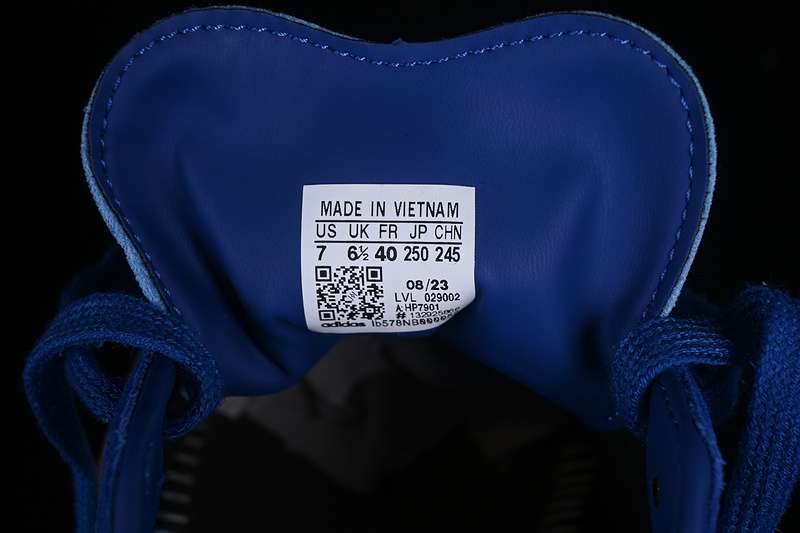 MADE IN VIETNAM
US UK FR JP CHN
7 6½ 40 250 245
08/23
LVL 029002
A:HP7901
adidas